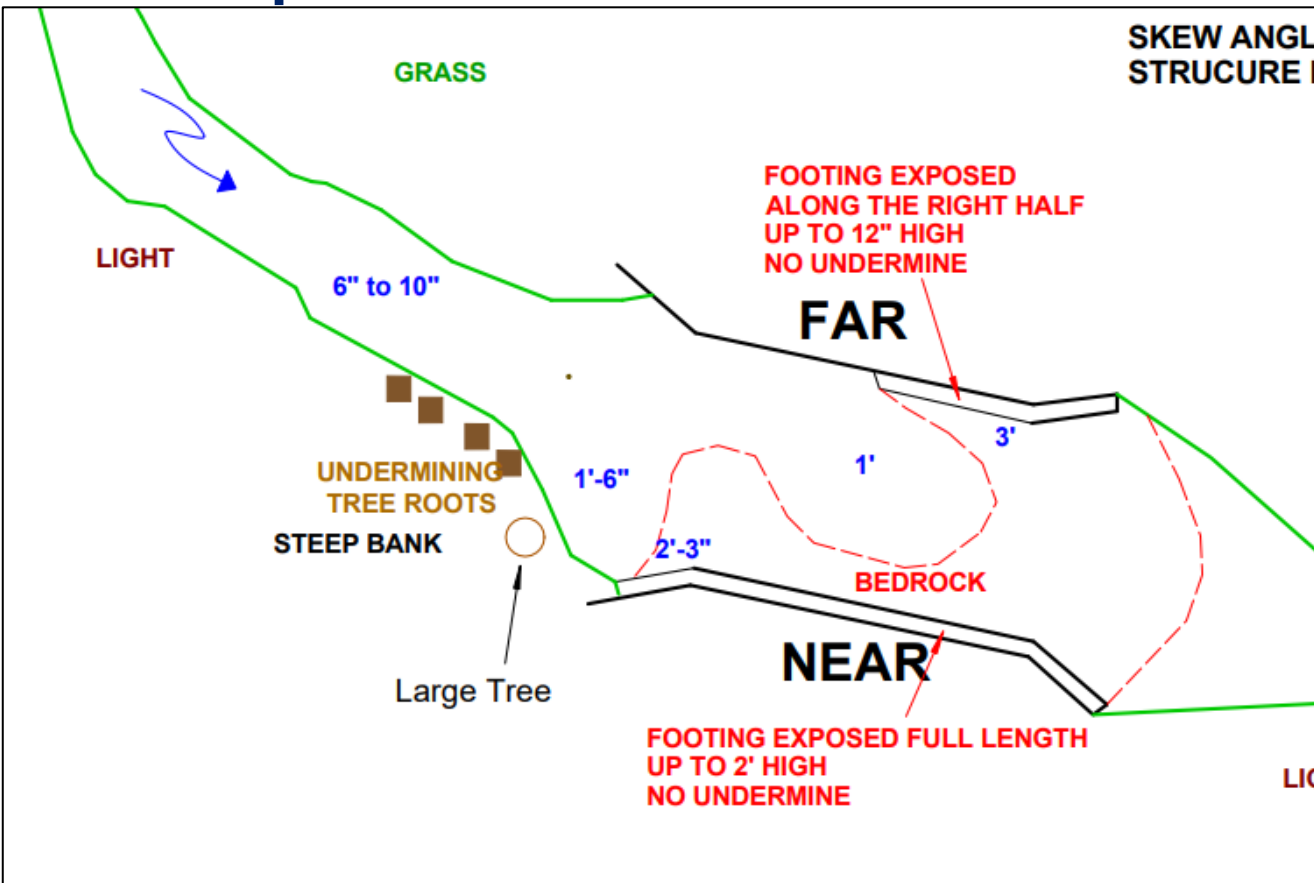 SKEW ANGL
STRUCURE
GRASS
FOOTING EXPOSED
ALONG THE RIGHT HALF
UP TO 12" HIGH
NO UNDERMINE
LIGHT
6" to 10"
FAR
3'
1'
1'-6"
UNDERMINING
TREE ROOTS
STEEP BANK
2'-3"
BEDROCK
NEAR
Large Tree
FOOTING EXPOSED FULL LENGTH
UP TO 2' HIGH
NO UNDERMINE
LIG